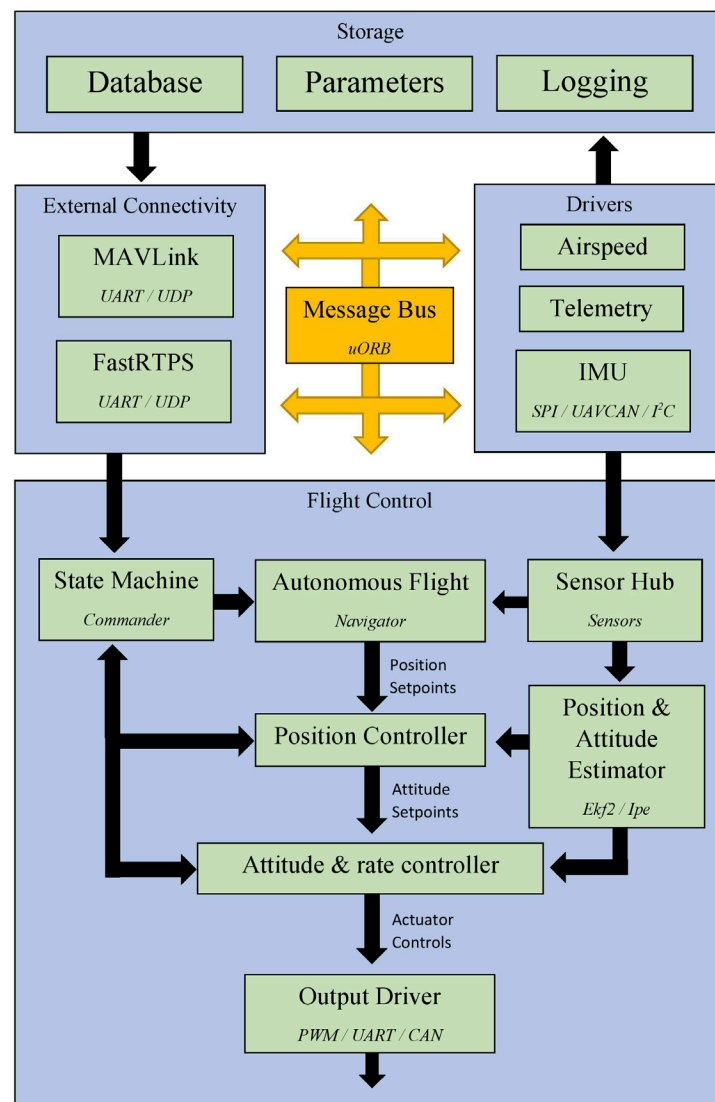 Storage
Database
Parameters
Logging
External Connectivity
MAVLink
UART / UDP
FastRTPS
UART / UDP
Message Bus
uORB
Drivers
Airspeed
Telemetry
IMU
SPI / UAVCAN / I²C
Flight Control
State Machine
Commander
Autonomous Flight
Navigator
Sensor Hub
Sensors
Position
Setpoints
Position Controller
Position &
Attitude
Estimator
Ekf2 / Ipe
Attitude
Setpoints
Attitude & rate controller
Actuator
Controls
Output Driver
PWM / UART / CAN